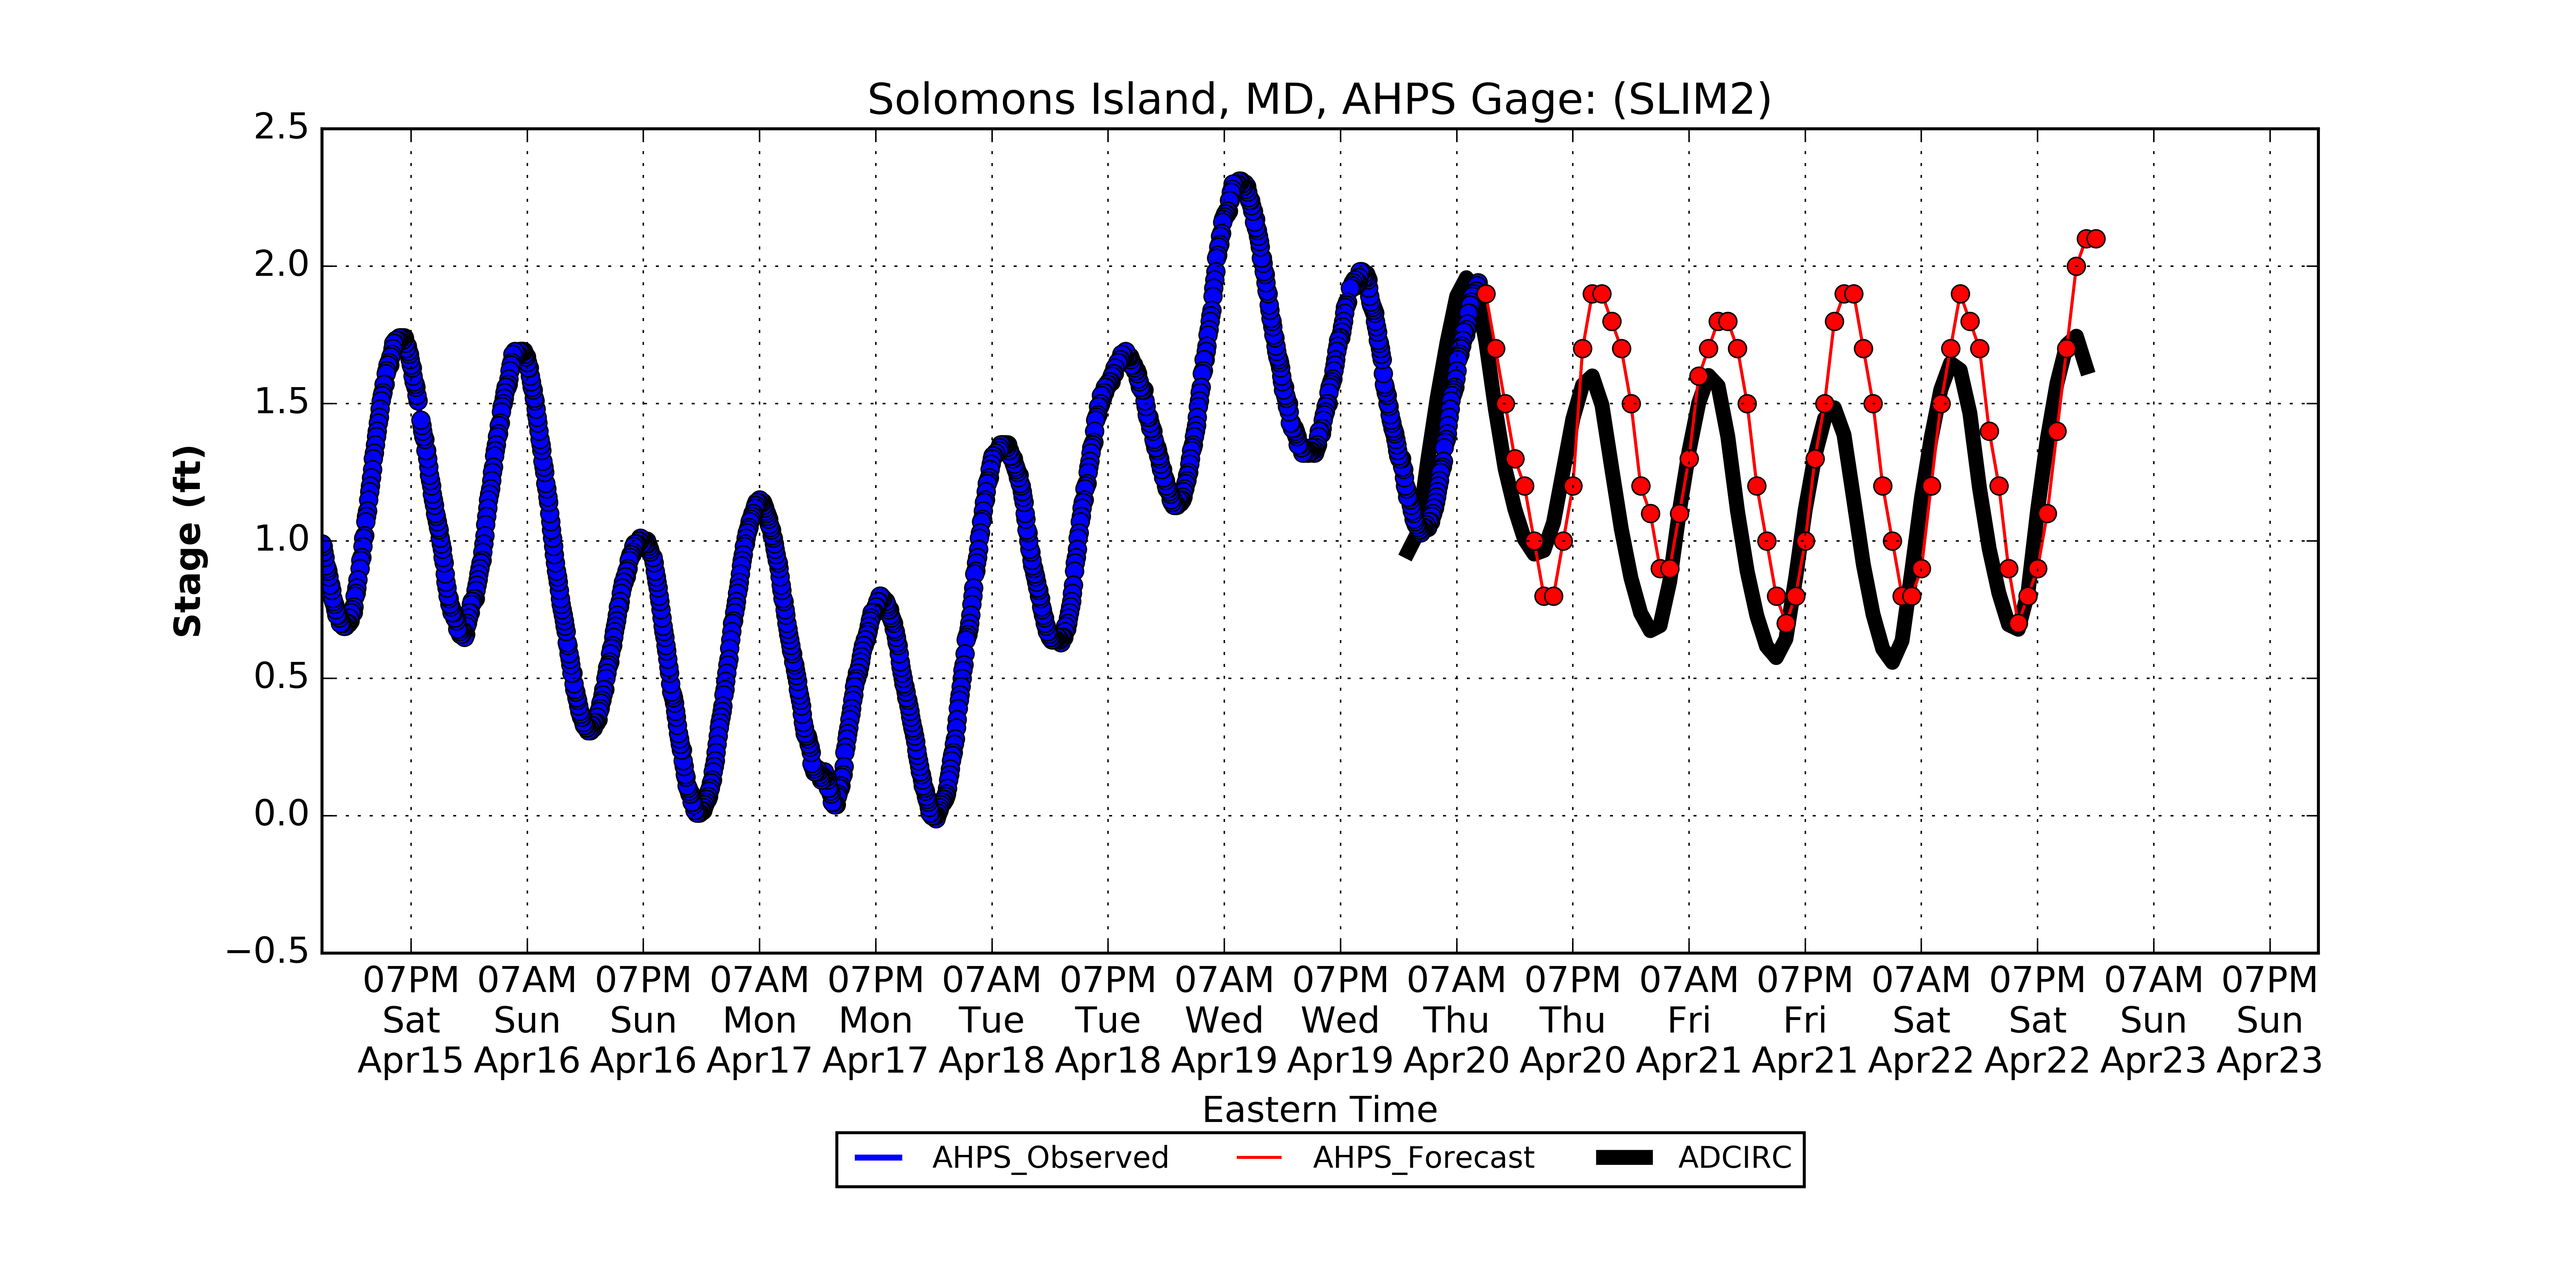 Solomons Island, MD, AHPS Gage: (SLIM2)
2.5
2.0
1.5
1.0
0.5
0.0
−0.5
Stage (ft)
07PM 07AM 07PM 07AM 07PM 07AM 07PM 07AM 07PM 07AM 07PM 07AM 07PM 07AM 07PM 07AM 07PM
Sat Sun Sun Mon Mon Tue Tue Wed Wed Thu Thu Fri Fri Sat Sat Sun Sun
Apr15 Apr16 Apr16 Apr17 Apr17 Apr18 Apr18 Apr19 Apr19 Apr20 Apr20 Apr21 Apr21 Apr22 Apr22 Apr23 Apr23
Eastern Time
AHPS_Observed AHPS_Forecast ADCIRC